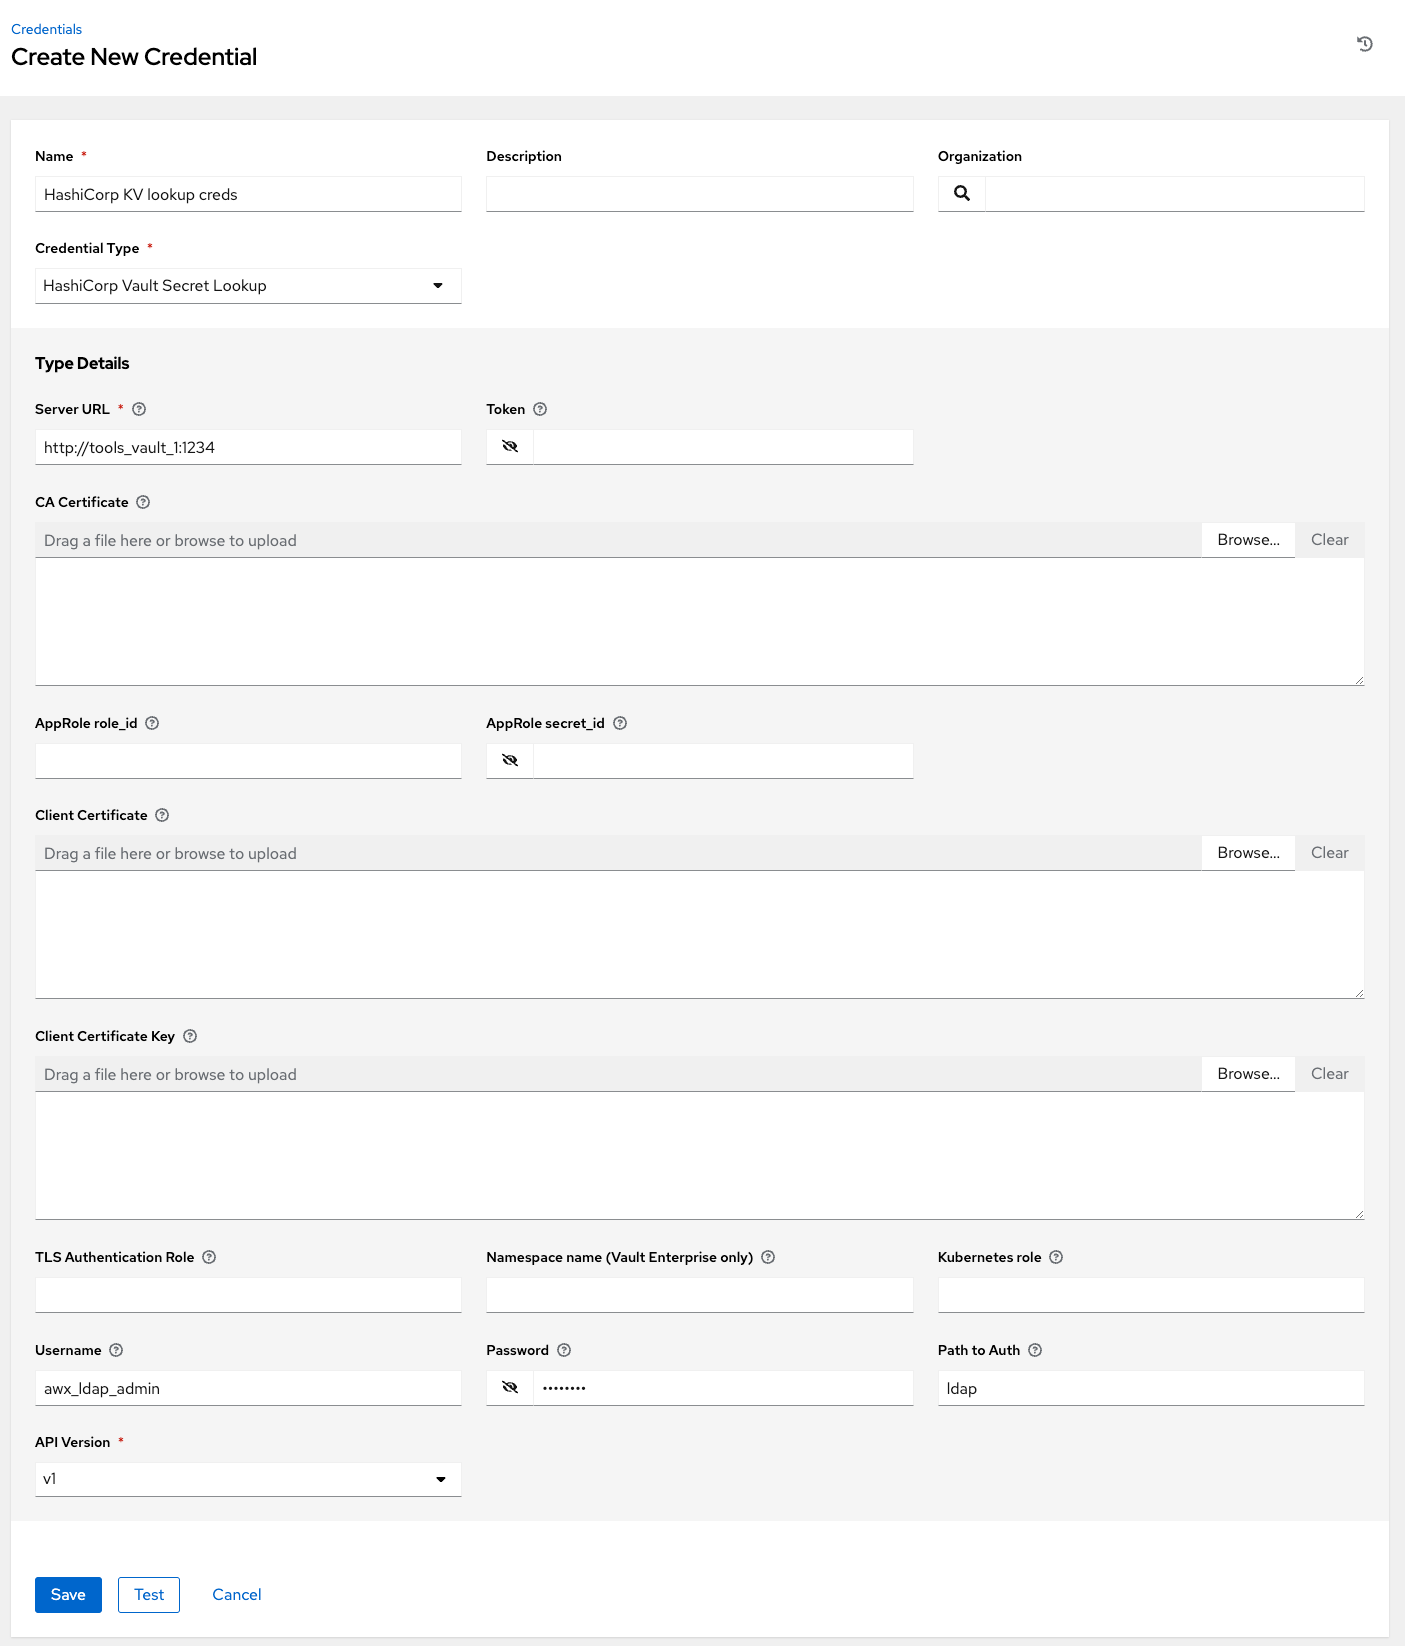 Credentials
Create New Credential
Name *
Description
Organization
HashiCorp KV lookup creds
Credential Type *
HashiCorp Vault Secret Lookup
Type Details
Server URL *
Token
http://tools_vault_1:1234
CA Certificate
Drag a file here or browse to upload
Browse...
Clear
AppRole role_id
AppRole secret_id
Client Certificate
Drag a file here or browse to upload
Browse...
Clear
Client Certificate Key
Drag a file here or browse to upload
Browse...
Clear
TLS Authentication Role
Namespace name (Vault Enterprise only)
Kubernetes role
Username
Password
Path to Auth
awx_ldap_admin
••••••••
ldap
API Version *
v1
Save
Test
Cancel